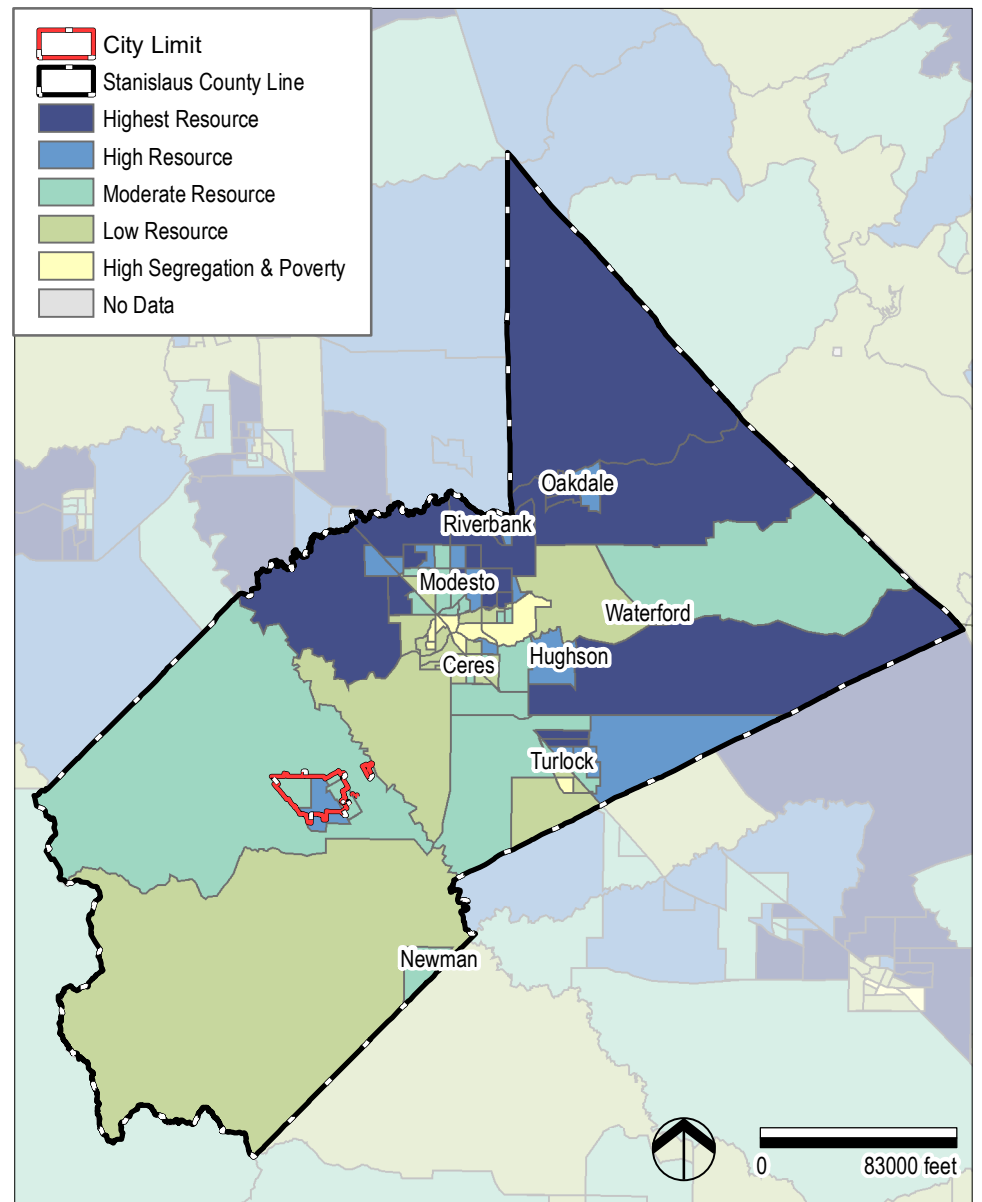 City Limit
Stanislaus County Line
Highest Resource
High Resource
Moderate Resource
Low Resource
High Segregation & Poverty
No Data
Oakdale
Riverbank
Modesto
Waterford
Hughson
Ceres
Turlock
Newman
0 83000 feet